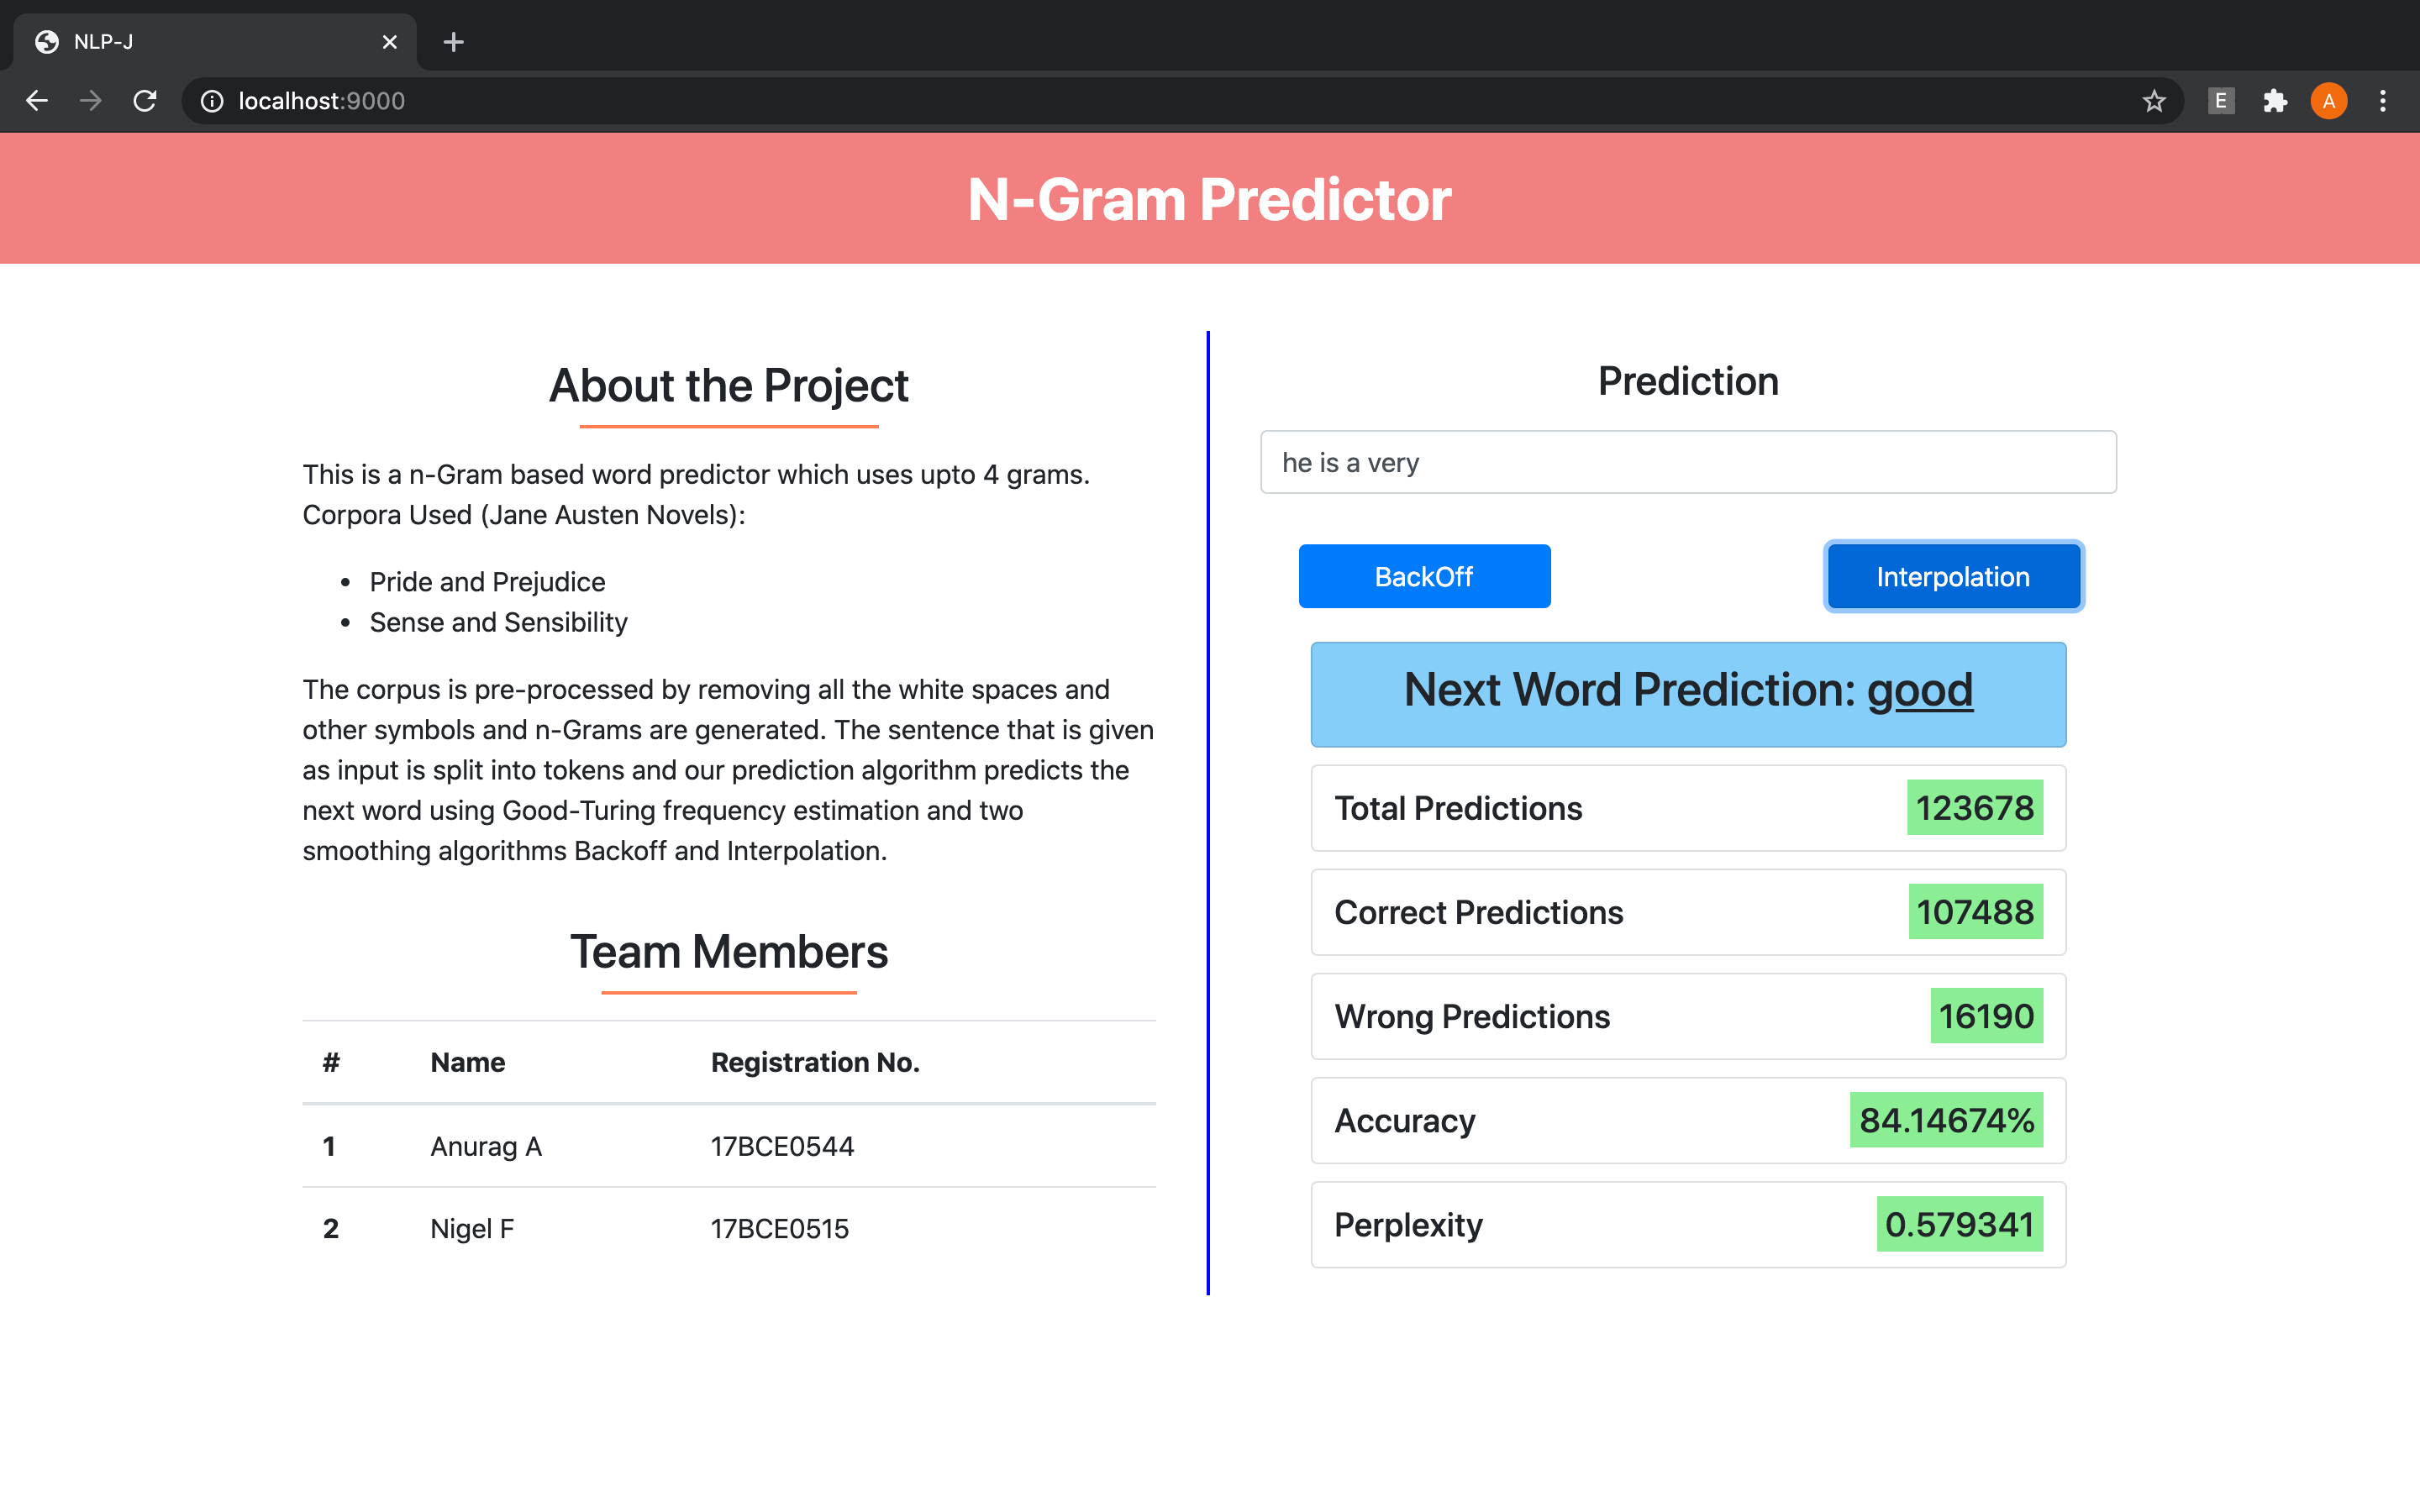 NLP-J
localhost:9000
E
A
N-Gram Predictor
About the Project
This is a n-Gram based word predictor which uses upto 4 grams.
Corpora Used (Jane Austen Novels):
• Pride and Prejudice
• Sense and Sensibility
The corpus is pre-processed by removing all the white spaces and
other symbols and n-Grams are generated. The sentence that is given
as input is split into tokens and our prediction algorithm predicts the
next word using Good-Turing frequency estimation and two
smoothing algorithms Backoff and Interpolation.
Team Members
# Name Registration No.
1 Anurag A 17BCE0544
2 Nigel F 17BCE0515
Prediction
he is a very
BackOff Interpolation
Next Word Prediction: good
Total Predictions 123678
Correct Predictions 107488
Wrong Predictions 16190
Accuracy 84.14674%
Perplexity 0.579341